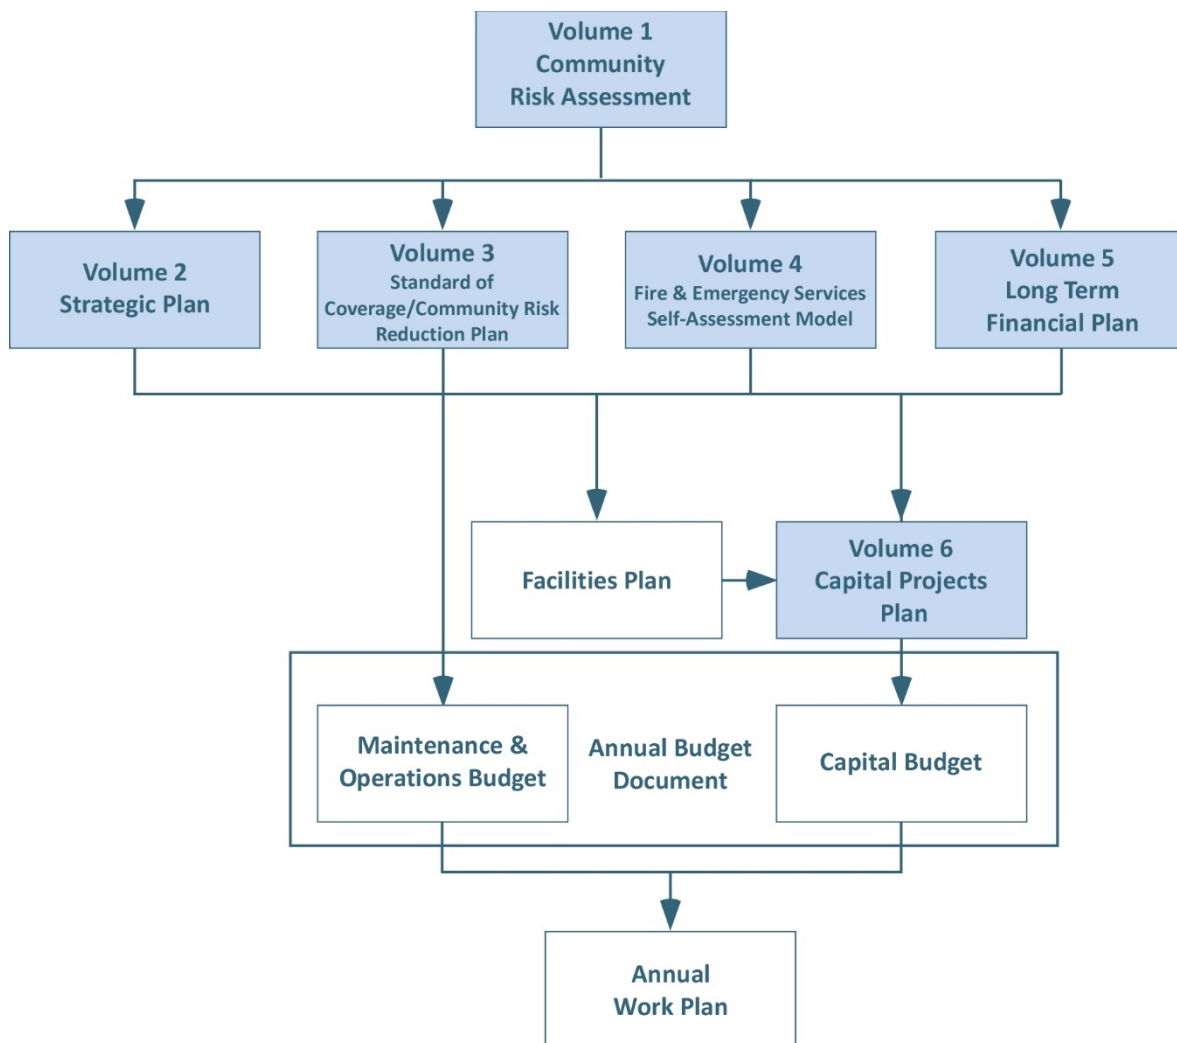 Volume 1
Community
Risk Assessment
Volume 2
Strategic Plan
Volume 3
Standard of
Coverage/Community Risk
Reduction Plan
Volume 4
Fire & Emergency Services
Self-Assessment Model
Volume 5
Long Term
Financial Plan
Facilities Plan
Volume 6
Capital Projects
Plan
Maintenance &
Operations Budget
Annual Budget
Document
Capital Budget
Annual
Work Plan